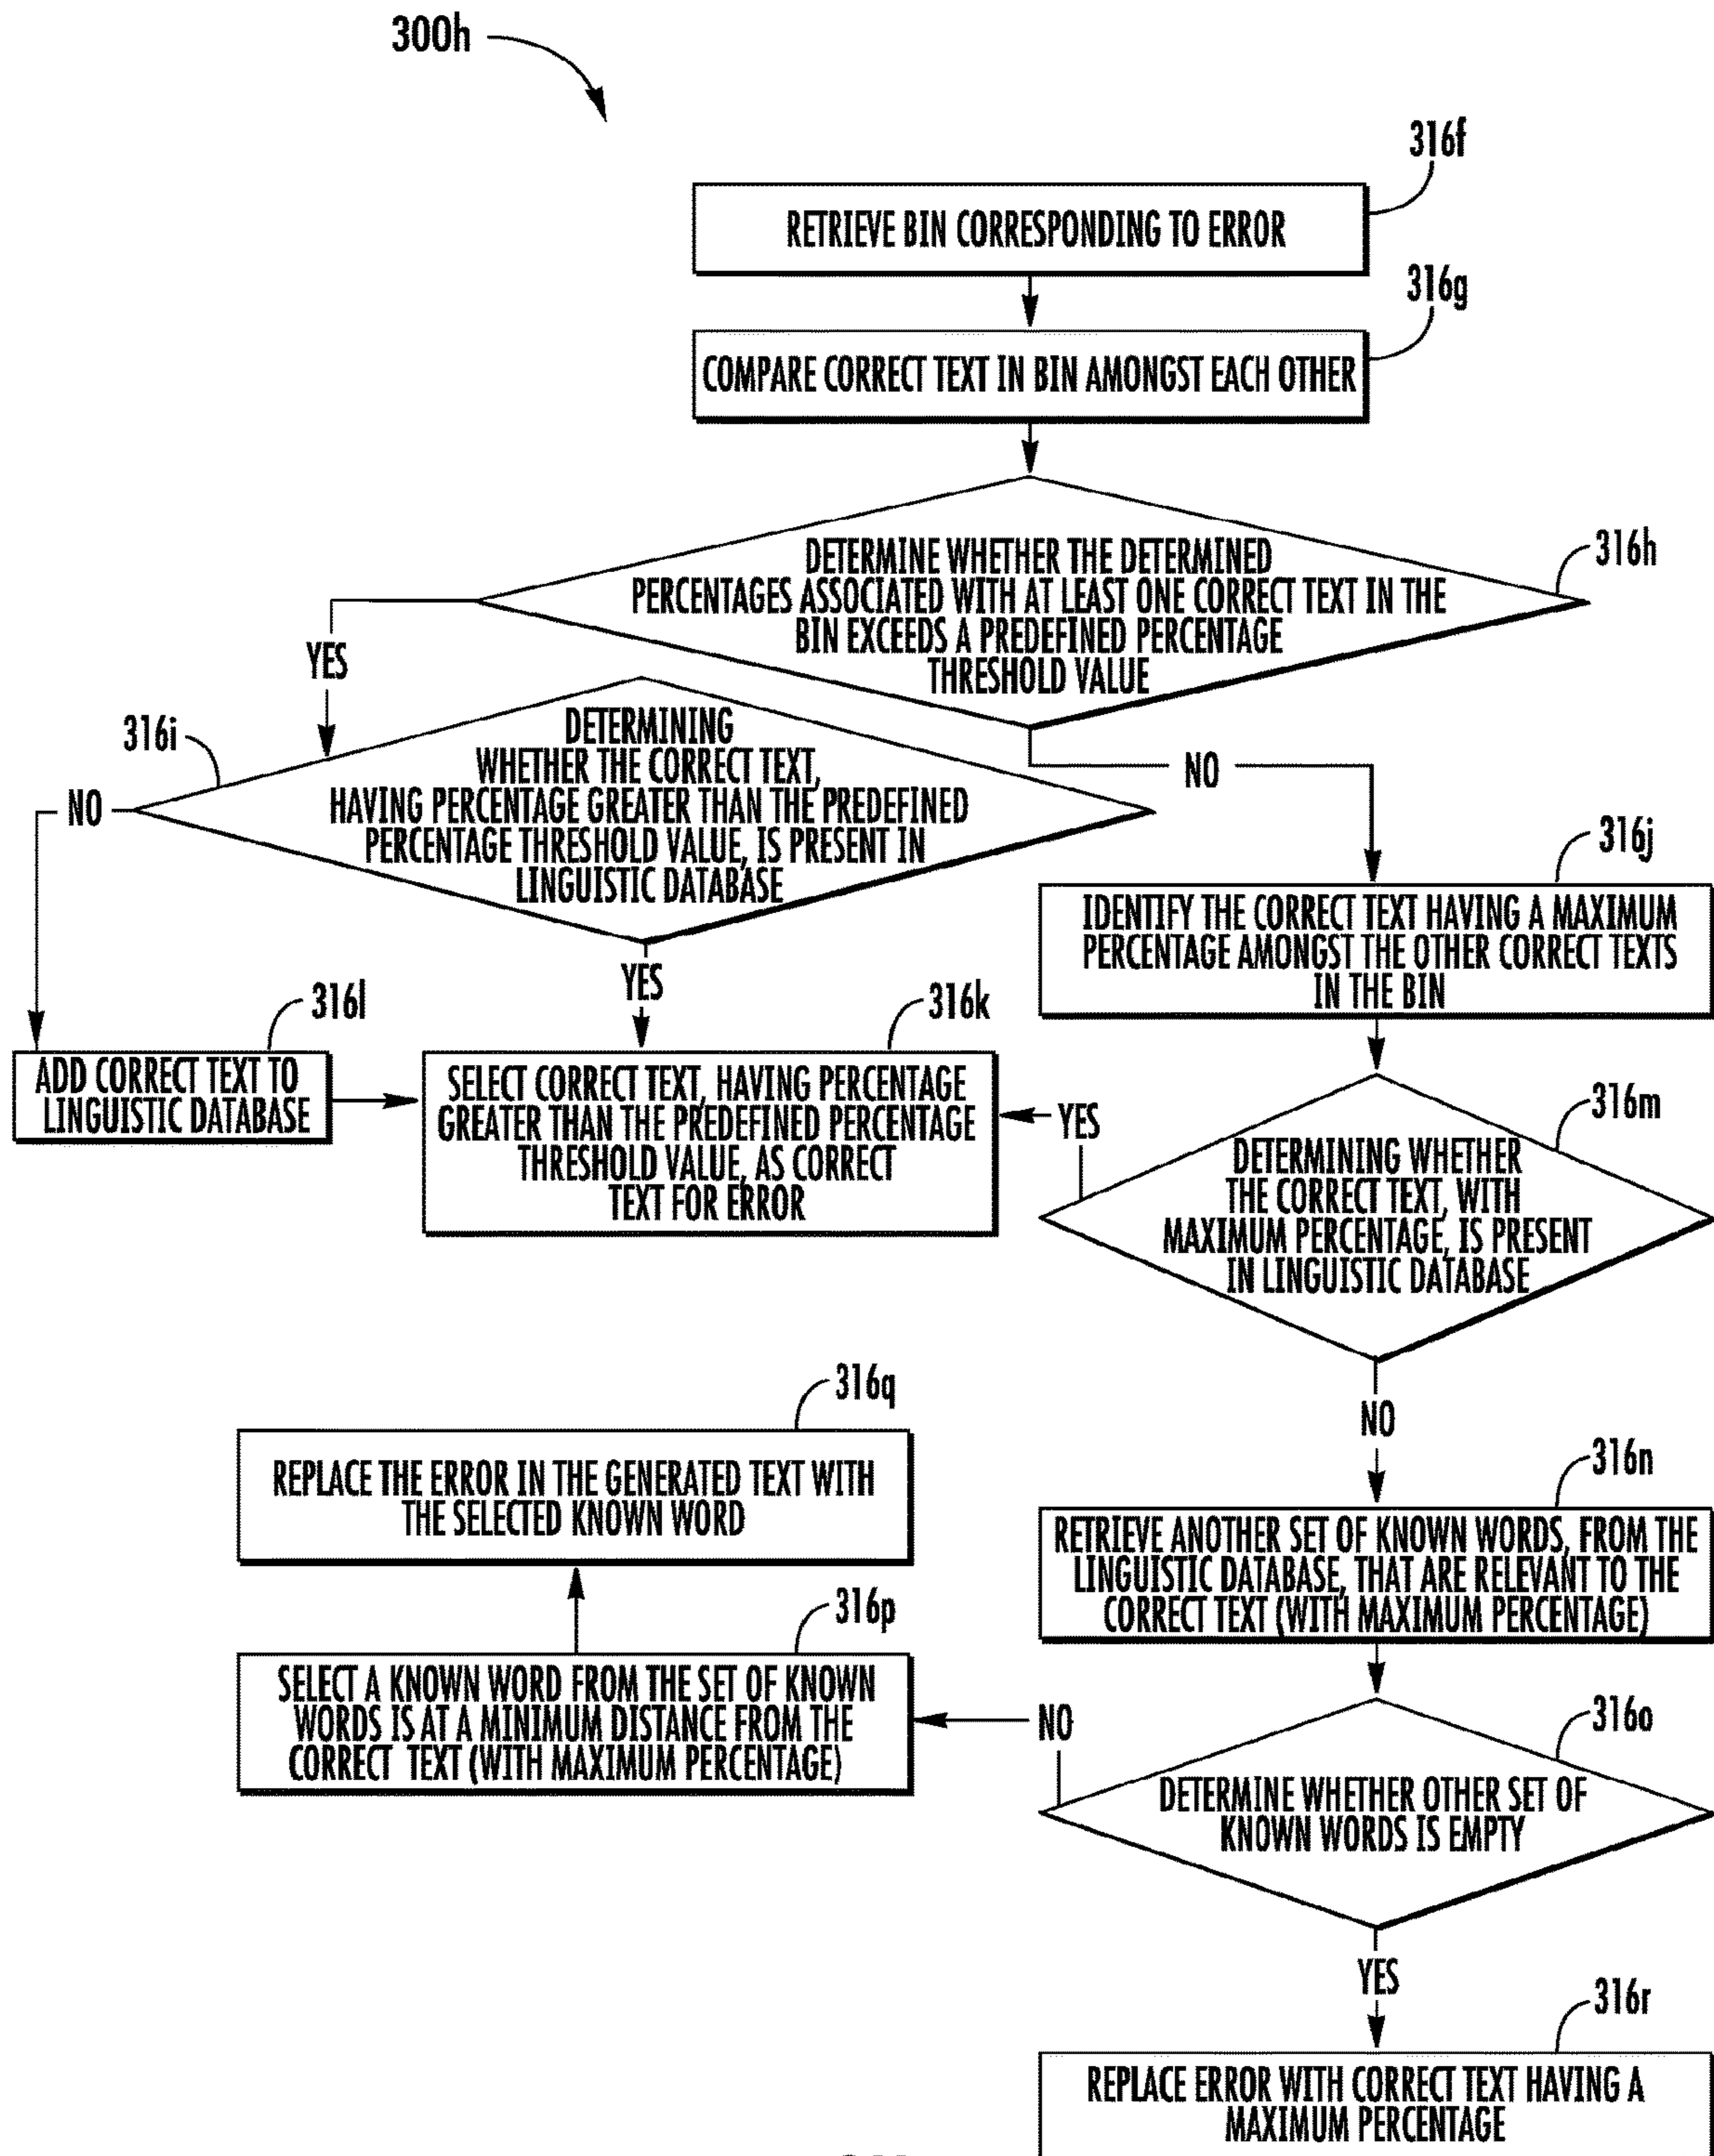 300h
316f
RETRIEVE BIN CORRESPONDING TO ERROR
316g
COMPARE CORRECT TEXT IN BIN AMONGST EACH OTHER
316h
DETERMINE WHETHER THE DETERMINED
PERCENTAGES ASSOCIATED WITH AT LEAST ONE CORRECT TEXT IN THE
BIN EXCEEDS A PREDEFINED PERCENTAGE
THRESHOLD VALUE
YES
316i
DETERMINING
WHETHER THE CORRECT TEXT,
HAVING PERCENTAGE GREATER THAN THE PREDEFINED
PERCENTAGE THRESHOLD VALUE, IS PRESENT IN
LINGUISTIC DATABASE
NO
NO
316j
IDENTIFY THE CORRECT TEXT HAVING A MAXIMUM
PERCENTAGE AMONGST THE OTHER CORRECT TEXTS
IN THE BIN
YES
316l
ADD CORRECT TEXT TO
LINGUISTIC DATABASE
316k
SELECT CORRECT TEXT, HAVING PERCENTAGE
GREATER THAN THE PREDEFINED PERCENTAGE
THRESHOLD VALUE, AS CORRECT
TEXT FOR ERROR
YES
316m
DETERMINING WHETHER
THE CORRECT TEXT, WITH
MAXIMUM PERCENTAGE, IS PRESENT
IN LINGUISTIC DATABASE
NO
316q
REPLACE THE ERROR IN THE GENERATED TEXT WITH
THE SELECTED KNOWN WORD
316n
RETRIEVE ANOTHER SET OF KNOWN WORDS, FROM THE
LINGUISTIC DATABASE, THAT ARE RELEVANT TO THE
CORRECT TEXT (WITH MAXIMUM PERCENTAGE)
316p
SELECT A KNOWN WORD FROM THE SET OF KNOWN
WORDS IS AT A MINIMUM DISTANCE FROM THE
CORRECT TEXT (WITH MAXIMUM PERCENTAGE)
NO
316o
DETERMINE WHETHER OTHER SET OF
KNOWN WORDS IS EMPTY
YES
316r
REPLACE ERROR WITH CORRECT TEXT HAVING A
MAXIMUM PERCENTAGE